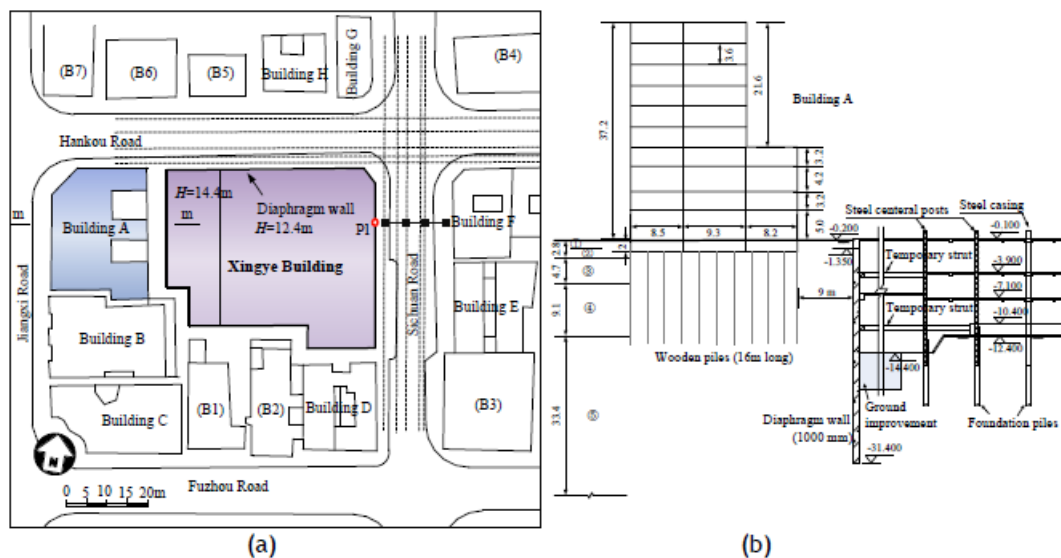 Building G
(B4)
(B7)
(B6)
(B5)
Building H
Hankou Road
H=14.4m
m
Diaphragm wall
H=12.4m
m
Building A
P1
Building F
Xingye Building
Jiangxi Road
Sichuan Road
Building E
Building B
Building C
(B1)
(B2)
Building D
(B3)
N
0 5 10 15 20m
Fuzhou Road
(a)
37.2
3.6
21.6
Building A
3.2
4.2
3.2
5.0
8.5
9.3
8.2
Steel centeral posts
Steel casing
-0.200
-0.100
2.8
①
②
2
-1.350
Temporary strut
-3.900
4.7
③
-7.100
9 m
9.1
④
Temporary strut
-10.400
-12.400
Wooden piles (16m long)
-14.400
33.4
⑤
Ground
improvement
Diaphragm wall
(1000 mm)
Foundation piles
-31.400
(b)